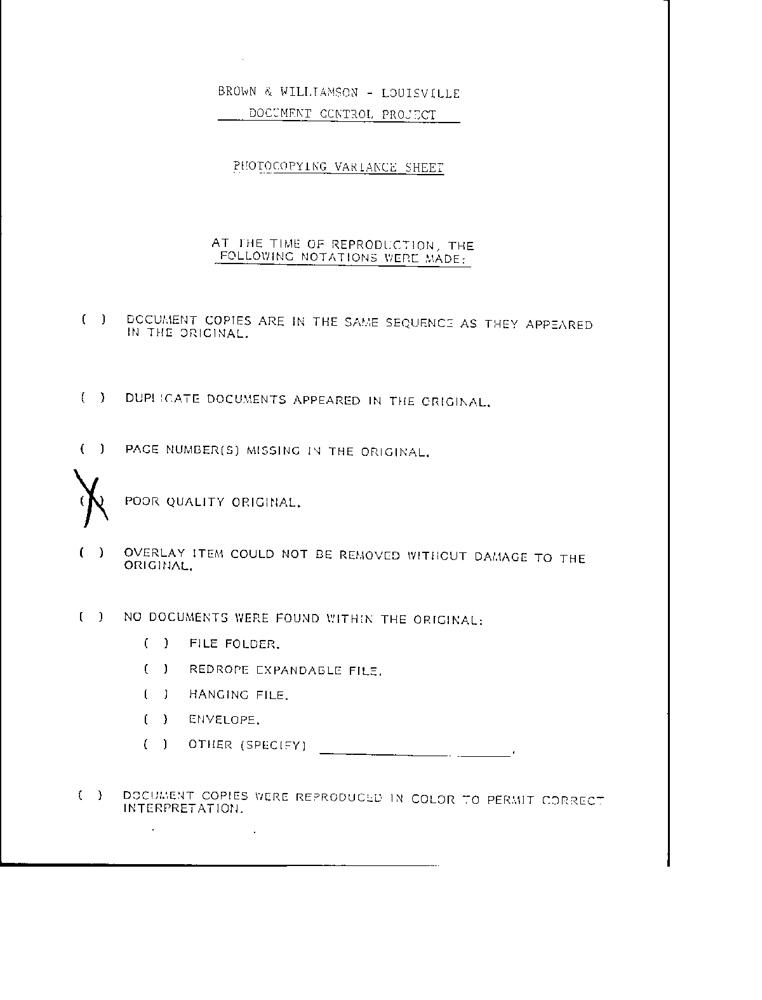 BROWN & WILLIAMSON - LOUISVILLE
DOCUMENT CONTROL PROJECT
PHOTOCOPYING VARIANCE SHEET
AT THE TIME OF REPRODUCTION, THE
FOLLOWING NOTATIONS WERE MADE:
( ) DOCUMENT COPIES ARE IN THE SAME SEQUENCE AS THEY APPEARED
IN THE ORIGINAL.
( ) DUPLICATE DOCUMENTS APPEARED IN THE ORIGINAL.
( ) PAGE NUMBER(S) MISSING IN THE ORIGINAL.
(X) POOR QUALITY ORIGINAL.
( ) OVERLAY ITEM COULD NOT BE REMOVED WITHOUT DAMAGE TO THE
ORIGINAL.
( ) NO DOCUMENTS WERE FOUND WITHIN THE ORIGINAL:
( ) FILE FOLDER.
( ) REDROPE EXPANDABLE FILE.
( ) HANGING FILE.
( ) ENVELOPE.
( ) OTHER (SPECIFY) ____________________.
( ) DOCUMENT COPIES WERE REPRODUCED IN COLOR TO PERMIT CORRECT
INTERPRETATION.